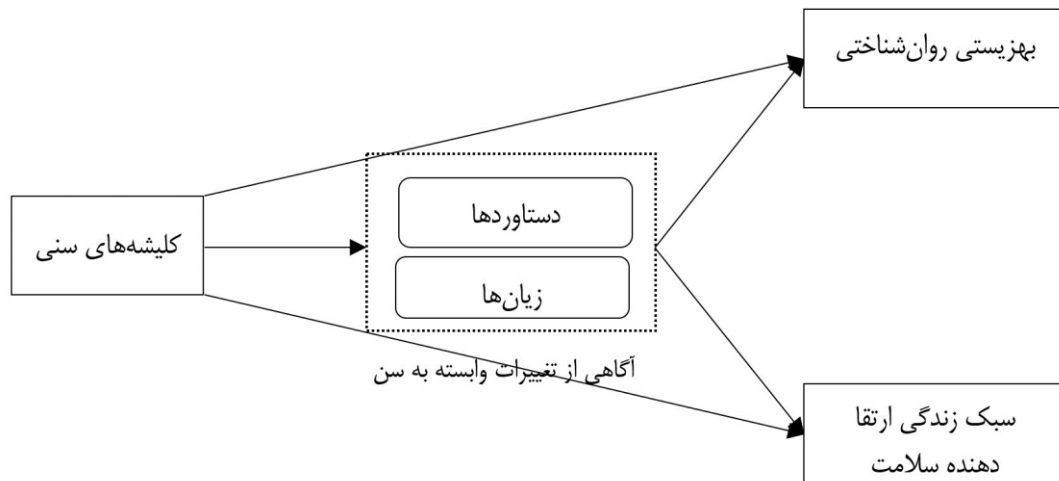 بهزیستی روان‌شناختی
دستاوردها
کلیشه‌های سنی
زیان‌ها
آگاهی از تغییرات وابسته به سن
سبک زندگی ارتقا
دهنده سلامت